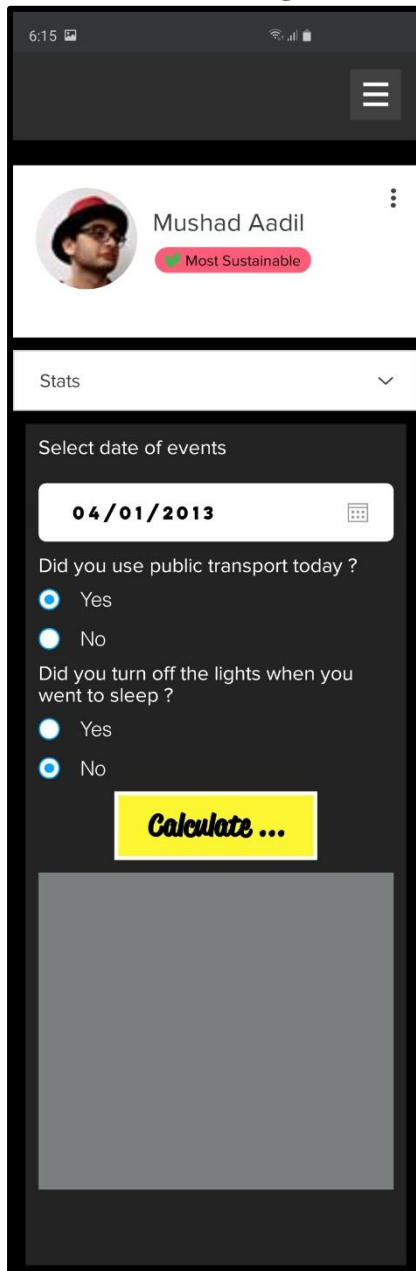 6:15
Mushad Aadil
Most Sustainable
Stats
Select date of events
04/01/2013
Did you use public transport today ?
Yes
No
Did you turn off the lights when you
went to sleep ?
Yes
No
Calculate ...